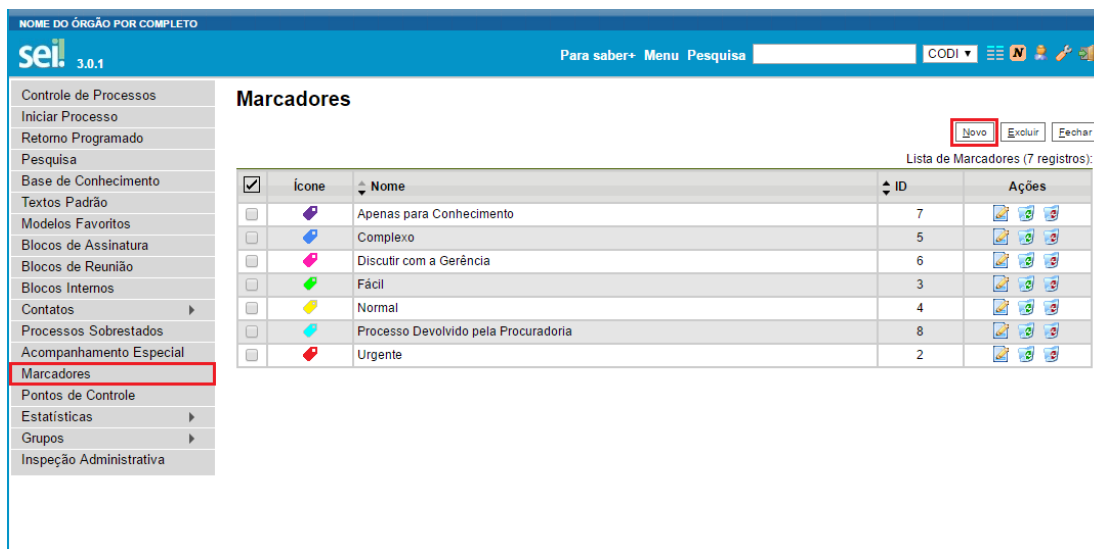 NOME DO ÓRGÃO POR COMPLETO
sei! 3.0.1
Para saber+ Menu Pesquisa
CODI
N
Controle de Processos
Iniciar Processo
Retorno Programado
Pesquisa
Base de Conhecimento
Textos Padrão
Modelos Favoritos
Blocos de Assinatura
Blocos de Reunião
Blocos Internos
Contatos
Processos Sobrestados
Acompanhamento Especial
Marcadores
Pontos de Controle
Estatísticas
Grupos
Inspeção Administrativa
Marcadores
Novo Excluir Fechar
Lista de Marcadores (7 registros):
Ícone Nome ID Ações
Apenas para Conhecimento 7
Complexo 5
Discutir com a Gerência 6
Fácil 3
Normal 4
Processo Devolvido pela Procuradoria 8
Urgente 2